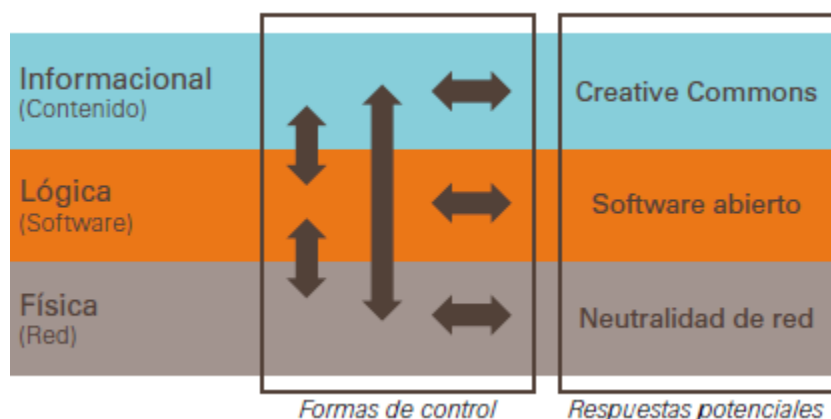 Informacional
(Contenido)
Creative Commons
Lógica
(Software)
Software abierto
Física
(Red)
Neutralidad de red
Formas de control
Respuestas potenciales